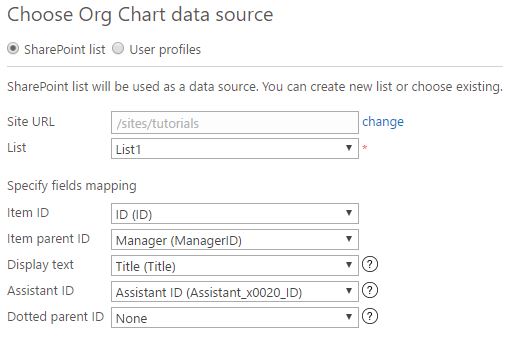 Choose Org Chart data source
SharePoint list User profiles
SharePoint list will be used as a data source. You can create new list or choose existing.
Site URL /sites/tutorials change
List List1 *
Specify fields mapping
Item ID ID (ID)
Item parent ID Manager (ManagerID)
Display text Title (Title) ?
Assistant ID Assistant ID (Assistant_x0020_ID) ?
Dotted parent ID None ?